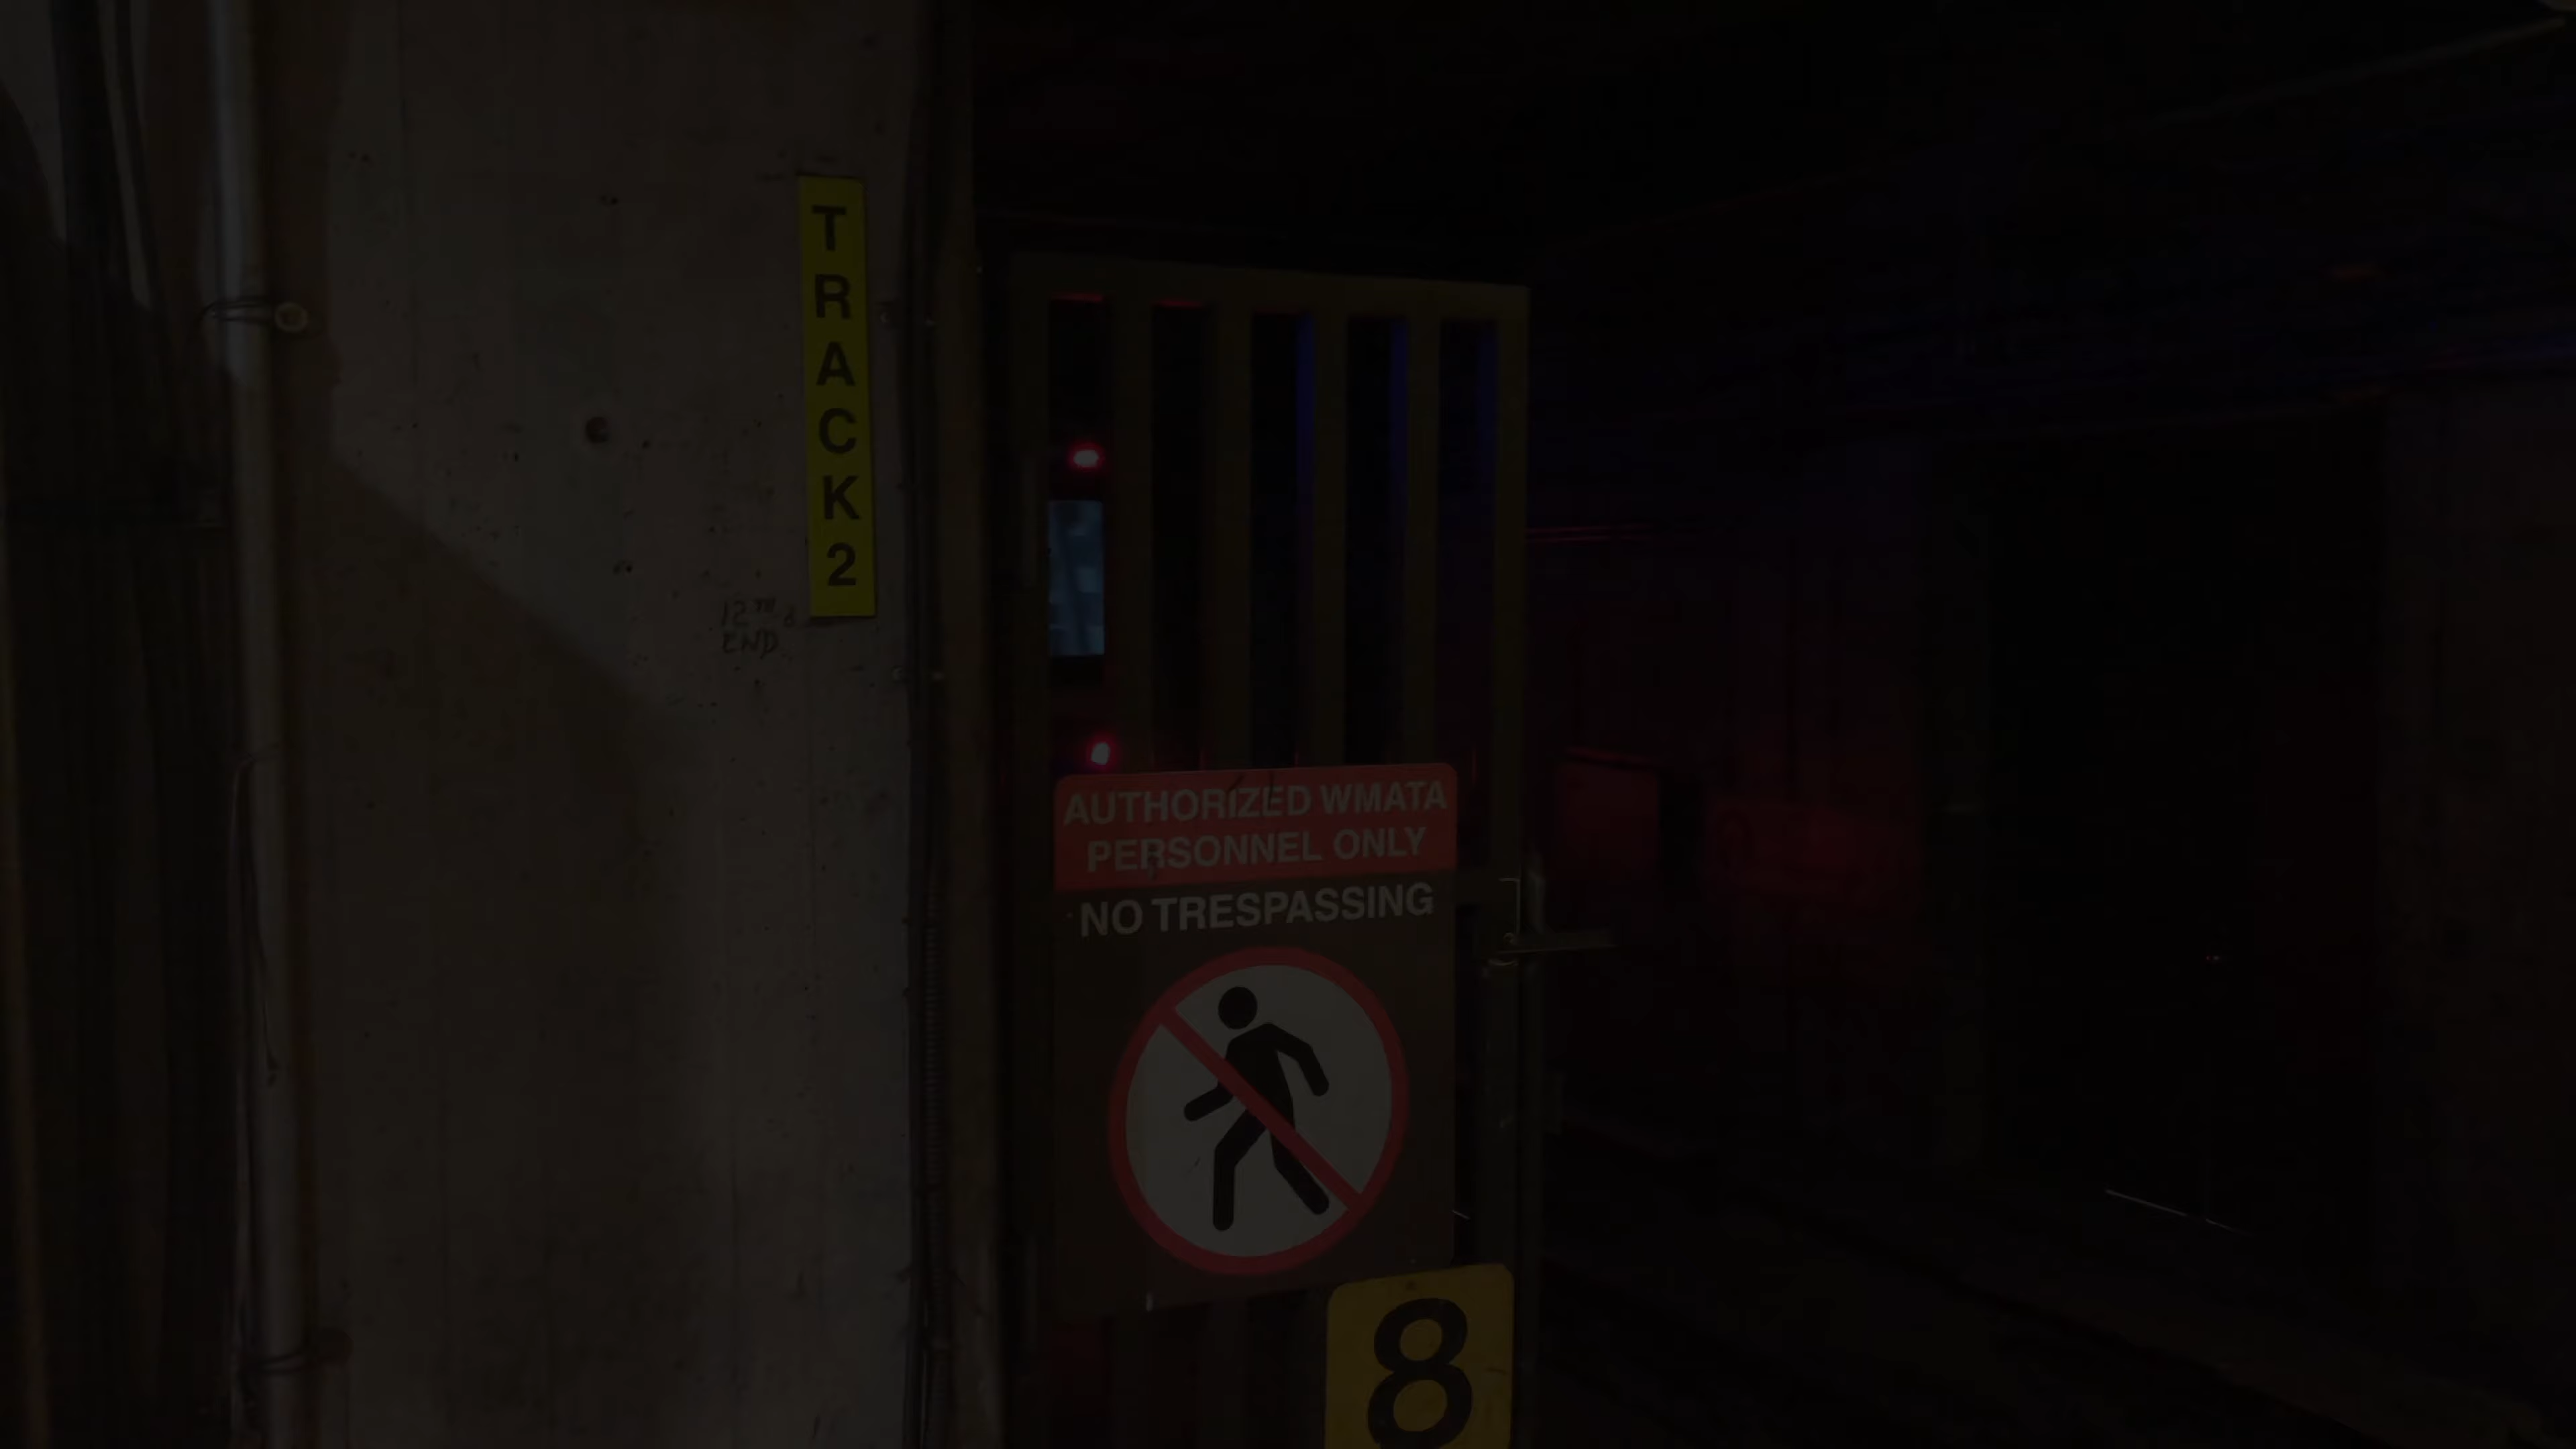 TRACK 2
12TH
END
AUTHORIZED WMATA
PERSONNEL ONLY
NO TRESPASSING
8